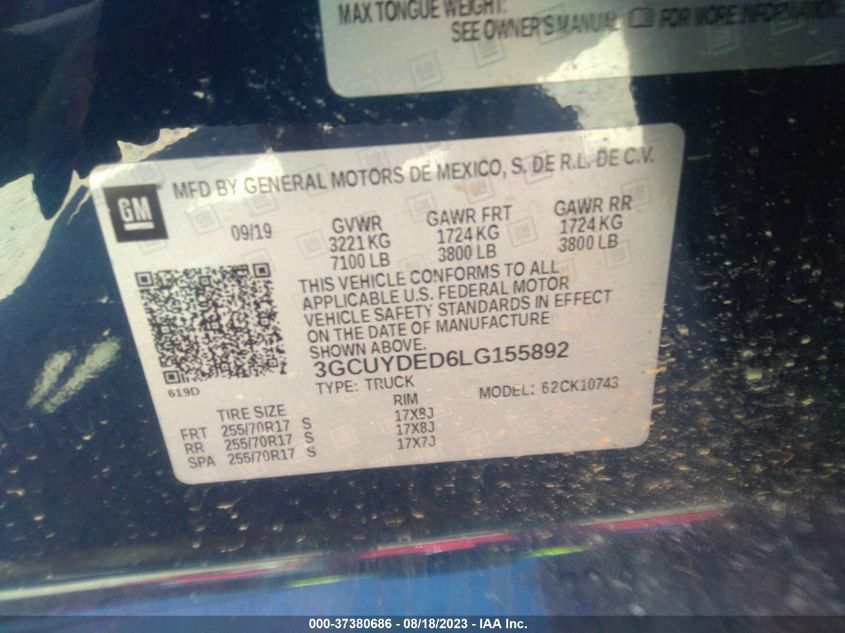 MAX TONGUE WEIGHT:
SEE OWNER'S MANUAL FOR MORE INFORMATION
GM
MFD BY GENERAL MOTORS DE MEXICO, S. DE R.L. DE C.V.
09/19 GVWR GAWR FRT GAWR RR
3221 KG 1724 KG 1724 KG
7100 LB 3800 LB 3800 LB
THIS VEHICLE CONFORMS TO ALL
APPLICABLE U.S. FEDERAL MOTOR
VEHICLE SAFETY STANDARDS IN EFFECT
ON THE DATE OF MANUFACTURE
SHOWN ABOVE.
3GCUYDED6LG155892
619D TYPE: TRUCK MODEL: 62CK10743
TIRE SIZE RIM
FRT 255/70R17 S 17X8J
RR 255/70R17 S 17X8J
SPA 255/70R17 S 17X7J
000-37380686 - 08/18/2023 - IAA Inc.